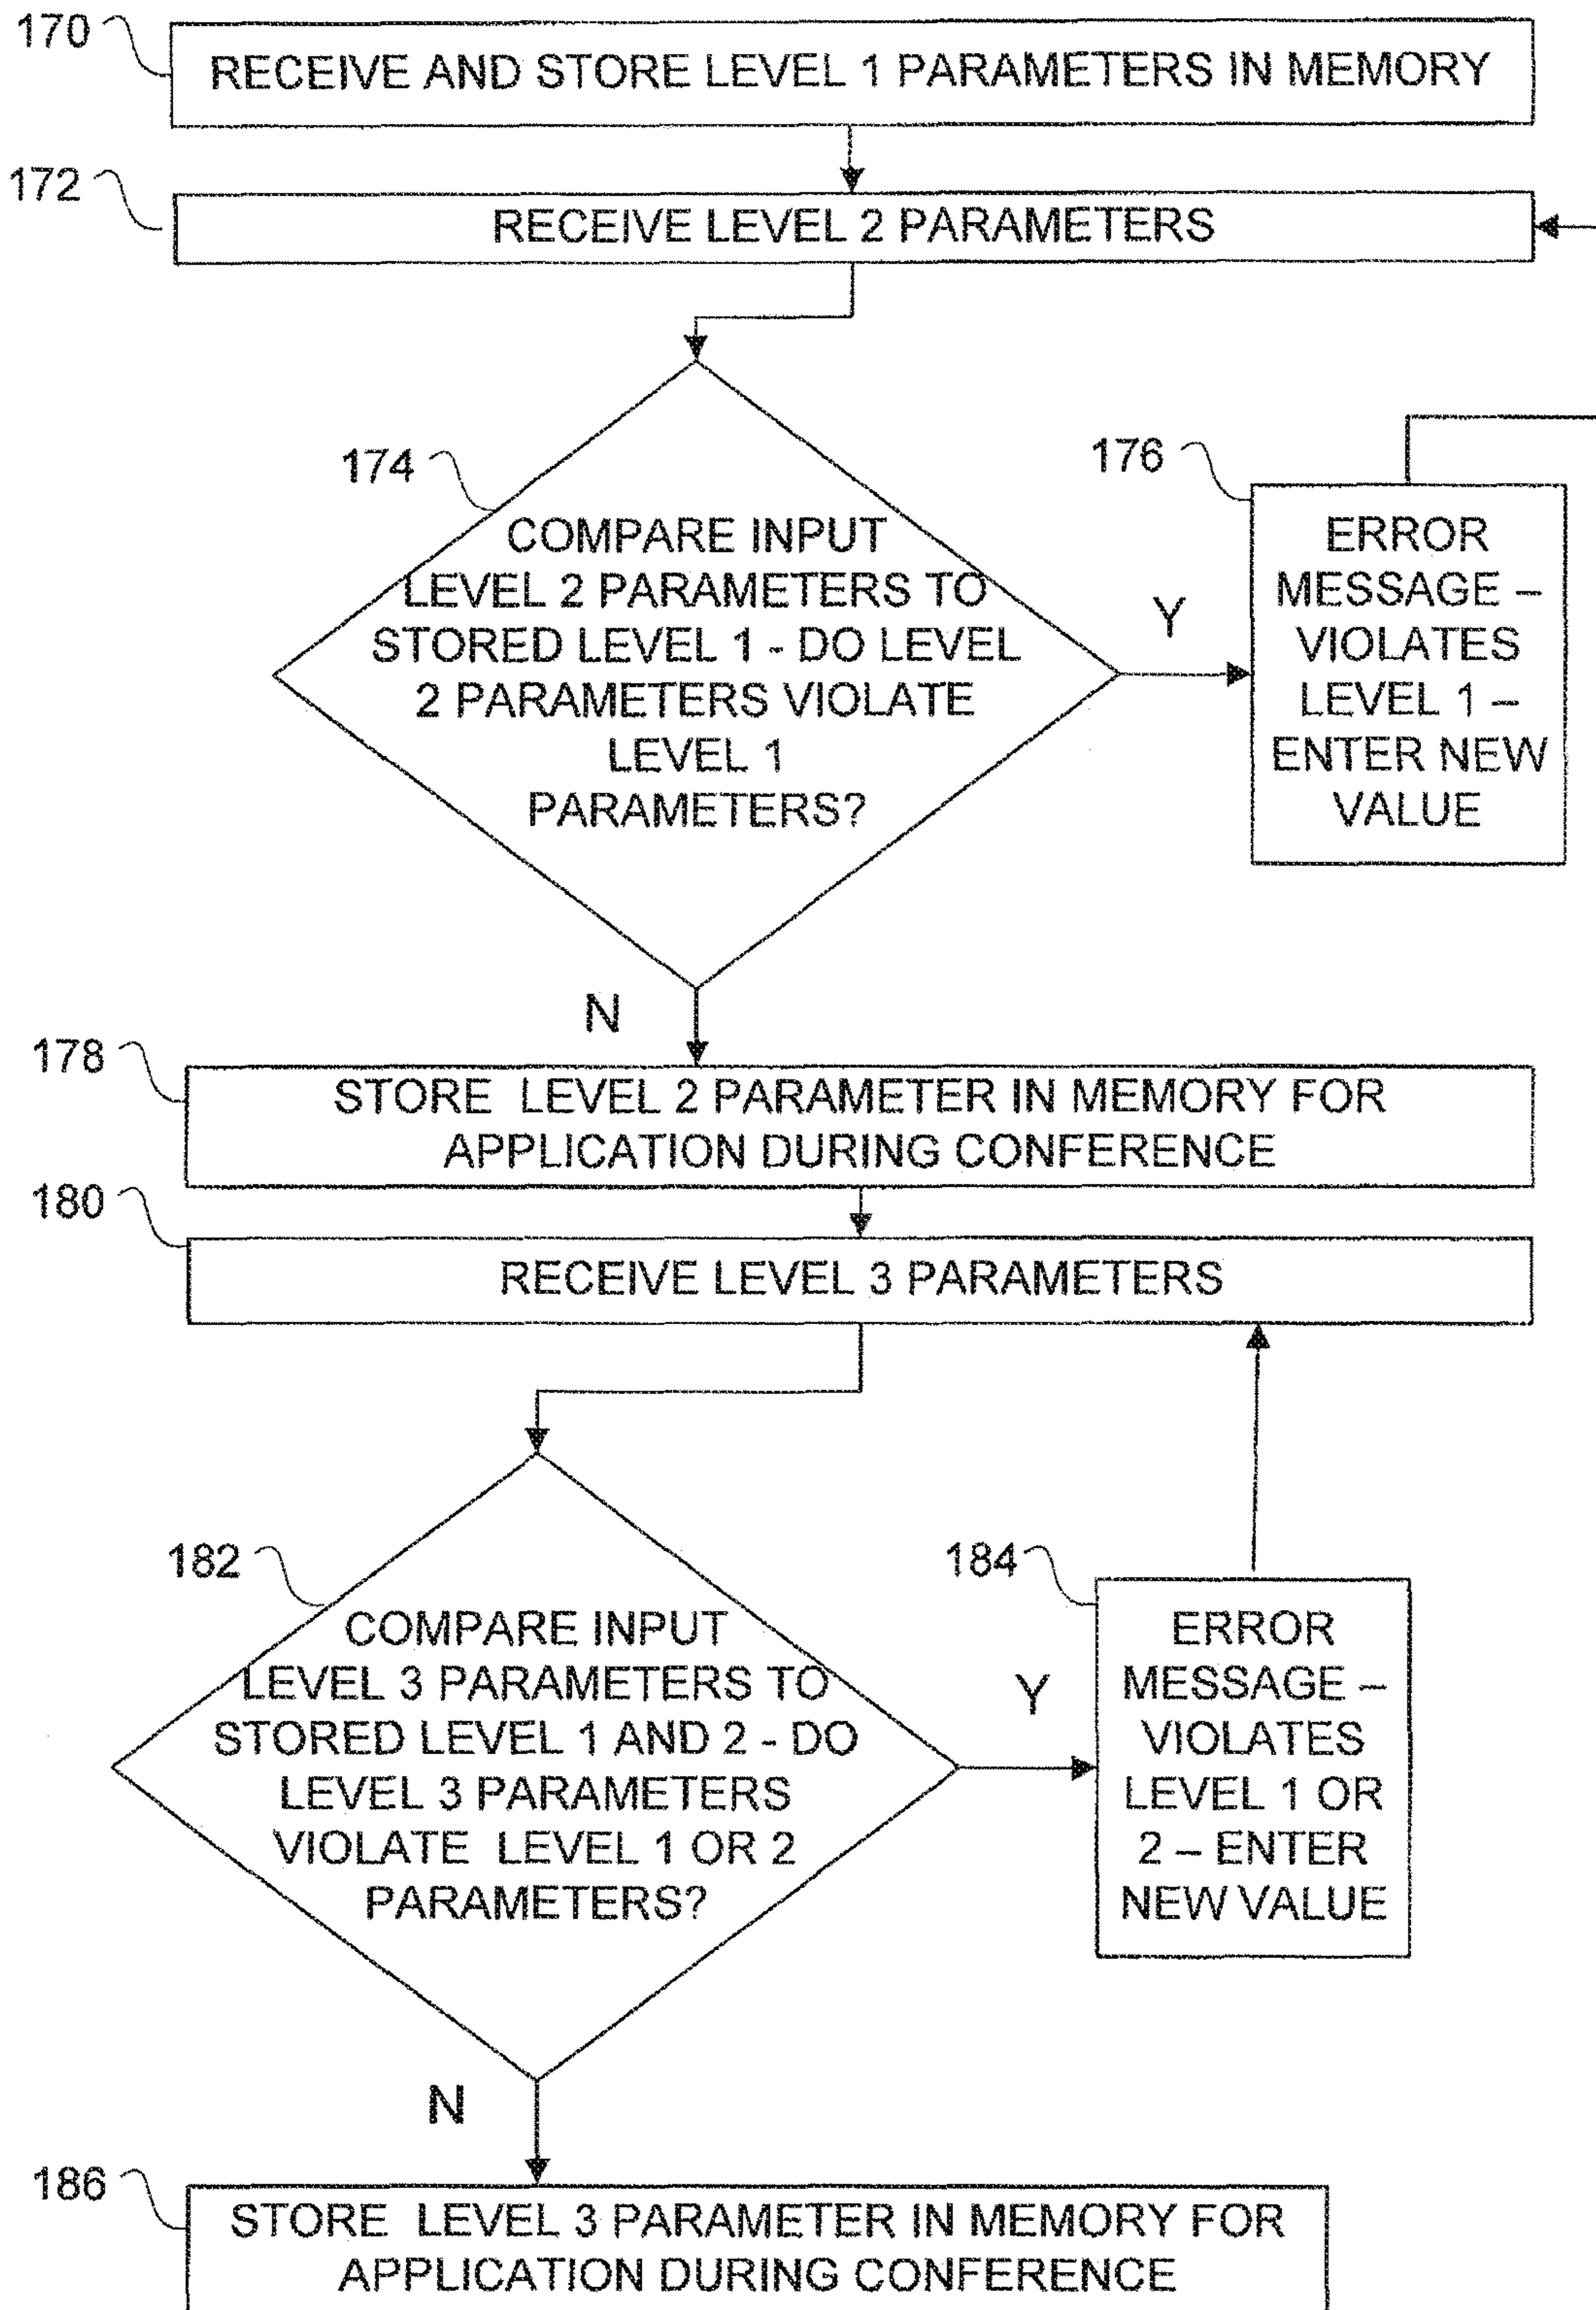 170
RECEIVE AND STORE LEVEL 1 PARAMETERS IN MEMORY
172
RECEIVE LEVEL 2 PARAMETERS
174
COMPARE INPUT
LEVEL 2 PARAMETERS TO
STORED LEVEL 1 - DO LEVEL
2 PARAMETERS VIOLATE
LEVEL 1
PARAMETERS?
Y
176
ERROR
MESSAGE –
VIOLATES
LEVEL 1 –
ENTER NEW
VALUE
N
178
STORE LEVEL 2 PARAMETER IN MEMORY FOR
APPLICATION DURING CONFERENCE
180
RECEIVE LEVEL 3 PARAMETERS
182
COMPARE INPUT
LEVEL 3 PARAMETERS TO
STORED LEVEL 1 AND 2 - DO
LEVEL 3 PARAMETERS
VIOLATE LEVEL 1 OR 2
PARAMETERS?
Y
184
ERROR
MESSAGE –
VIOLATES
LEVEL 1 OR
2 – ENTER
NEW VALUE
N
186
STORE LEVEL 3 PARAMETER IN MEMORY FOR
APPLICATION DURING CONFERENCE